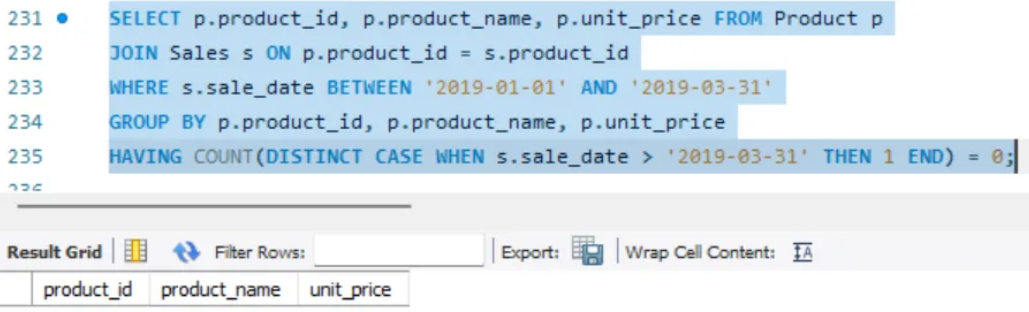 231 SELECT p.product_id, p.product_name, p.unit_price FROM Product p
232 JOIN Sales s ON p.product_id = s.product_id
233 WHERE s.sale_date BETWEEN '2019-01-01' AND '2019-03-31'
234 GROUP BY p.product_id, p.product_name, p.unit_price
235 HAVING COUNT(DISTINCT CASE WHEN s.sale_date > '2019-03-31' THEN 1 END) = 0;
236
Result Grid Filter Rows: Export: Wrap Cell Content: IA
product_id product_name unit_price